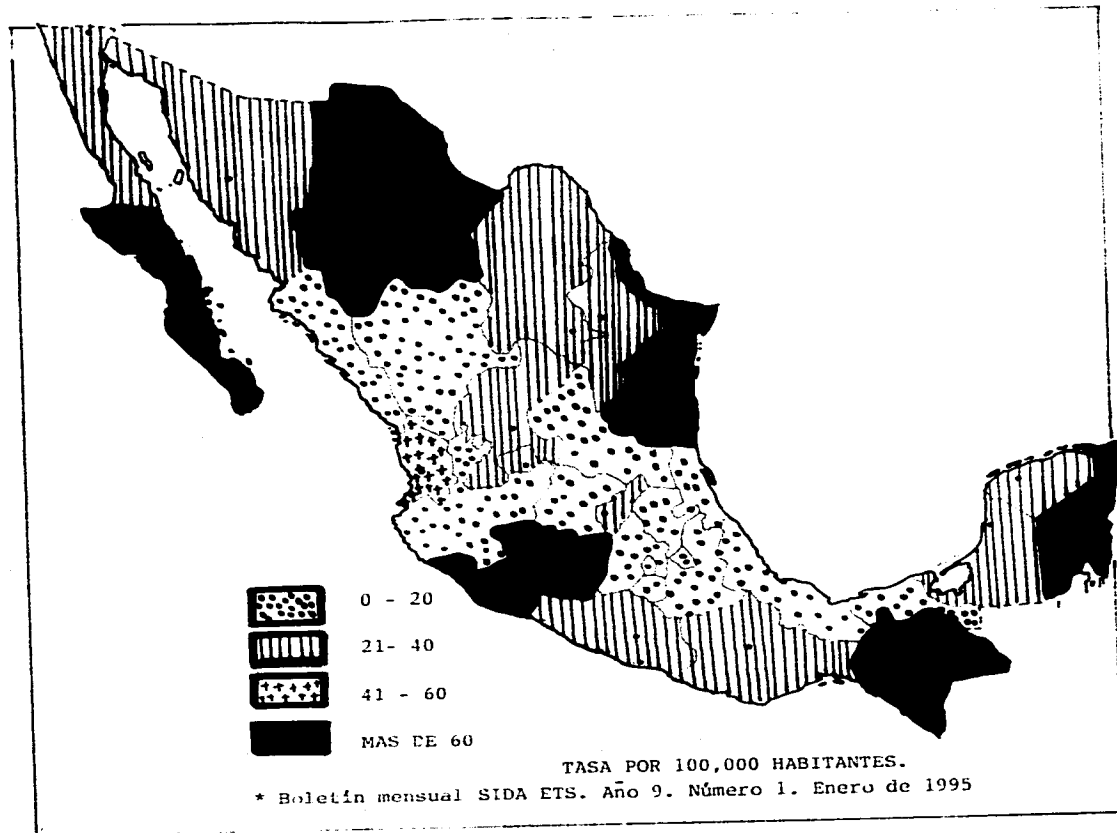 0 - 20
21- 40
41 - 60
MAS DE 60
TASA POR 100,000 HABITANTES.
* Boletín mensual SIDA ETS. Año 9. Número 1. Enero de 1995